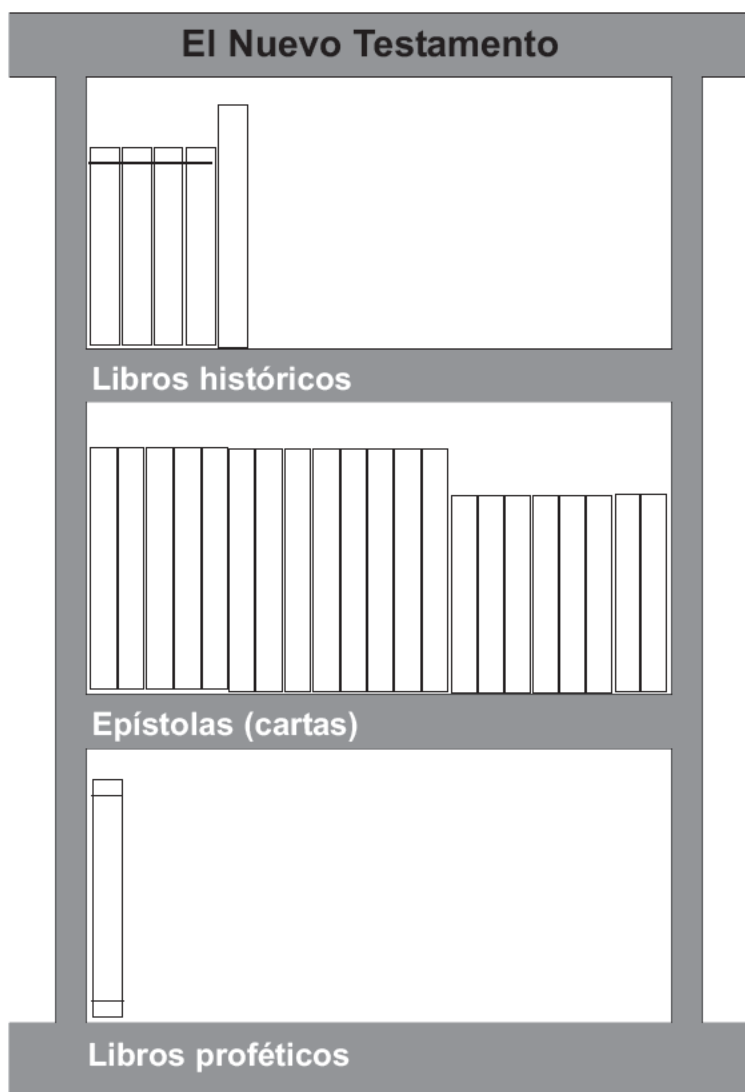 El Nuevo Testamento
Libros históricos
Epístolas (cartas)
Libros proféticos